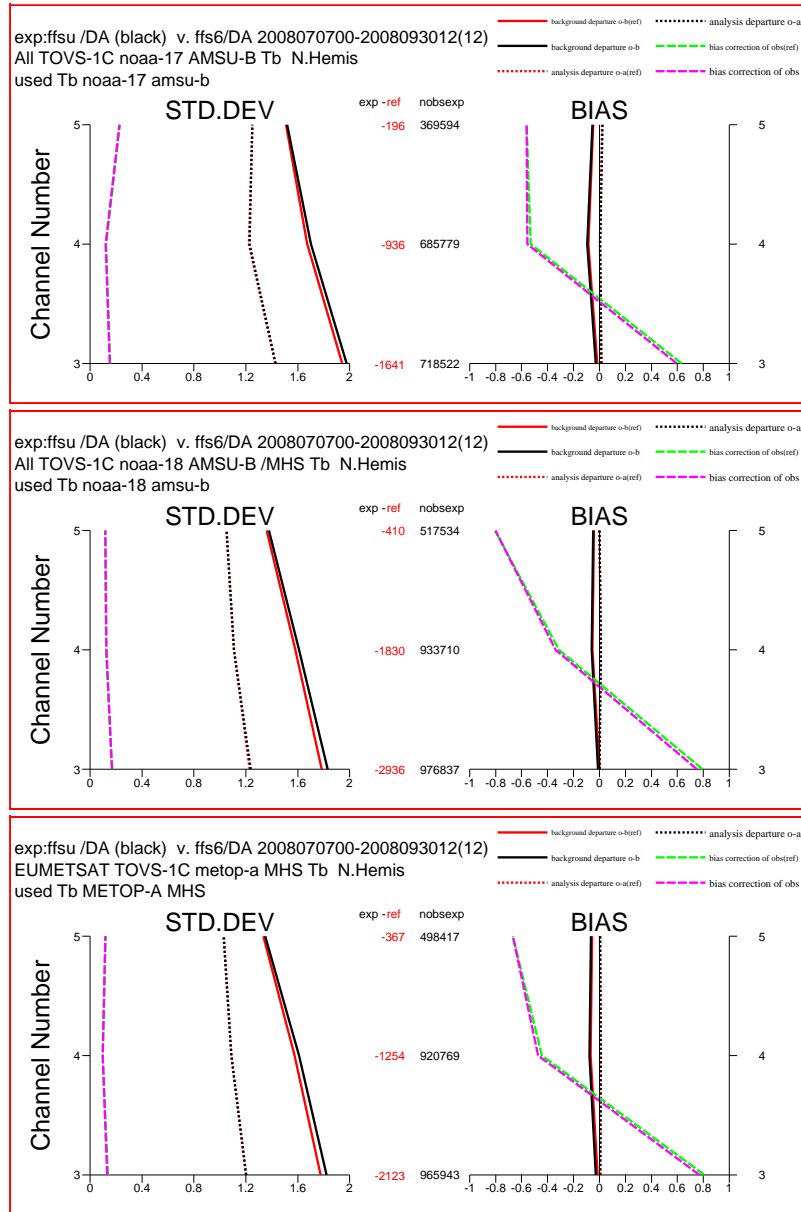 exp:ffsu /DA (black) v. ffs6/DA 2008070700-2008093012(12)
All TOVS-1C noaa-17 AMSU-B Tb N.Hemis
used Tb noaa-17 amsu-b
background departure o-b(ref)
analysis departure o-a
background departure o-b
bias correction of obs(ref)
analysis departure o-a(ref)
bias correction of obs
STD.DEV
exp - ref
nobsexp
BIAS
Channel Number
5
-196
369594
5
4
-936
685779
4
3
-1641
718522
3
0 0.4 0.8 1.2 1.6 2
-1 -0.8 -0.6 -0.4 -0.2 0 0.2 0.4 0.6 0.8 1
exp:ffsu /DA (black) v. ffs6/DA 2008070700-2008093012(12)
All TOVS-1C noaa-18 AMSU-B /MHS Tb N.Hemis
used Tb noaa-18 amsu-b
background departure o-b(ref)
analysis departure o-a
background departure o-b
bias correction of obs(ref)
analysis departure o-a(ref)
bias correction of obs
STD.DEV
exp - ref
nobsexp
BIAS
Channel Number
5
-410
517534
5
4
-1830
933710
4
3
-2936
976837
3
0 0.4 0.8 1.2 1.6 2
-1 -0.8 -0.6 -0.4 -0.2 0 0.2 0.4 0.6 0.8 1
exp:ffsu /DA (black) v. ffs6/DA 2008070700-2008093012(12)
EUMETSAT TOVS-1C metop-a MHS Tb N.Hemis
used Tb METOP-A MHS
background departure o-b(ref)
analysis departure o-a
background departure o-b
bias correction of obs(ref)
analysis departure o-a(ref)
bias correction of obs
STD.DEV
exp - ref
nobsexp
BIAS
Channel Number
5
-367
498417
5
4
-1254
920769
4
3
-2123
965943
3
0 0.4 0.8 1.2 1.6 2
-1 -0.8 -0.6 -0.4 -0.2 0 0.2 0.4 0.6 0.8 1